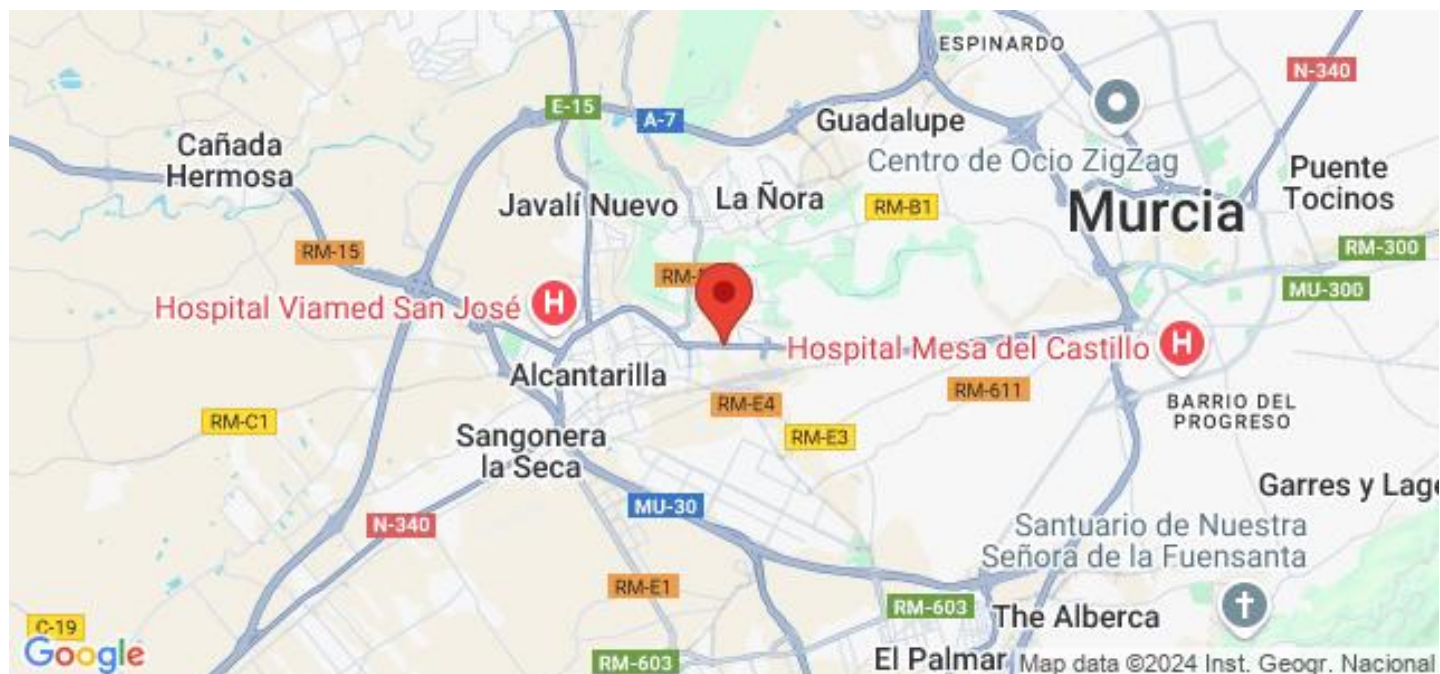 ESPINARDO
N-340
E-15
A-7
Guadalupe
Cañada
Hermosa
Centro de Ocio ZigZag
Puente
Tocinos
Javalí Nuevo
La Ñora
RM-B1
Murcia
RM-15
RM-300
MU-300
Hospital Viamed San José
H
Hospital Mesa del Castillo
H
Alcantarilla
RM-E4
RM-611
BARRIO DEL
PROGRESO
RM-C1
Sangonera
la Seca
RM-E3
Garres y Lage
MU-30
N-340
Santuario de Nuestra
Señora de la Fuensanta
RM-E1
RM-603
The Alberca
C-19
Google
RM-603
El Palmar
Map data ©2024 Inst. Geogr. Nacional